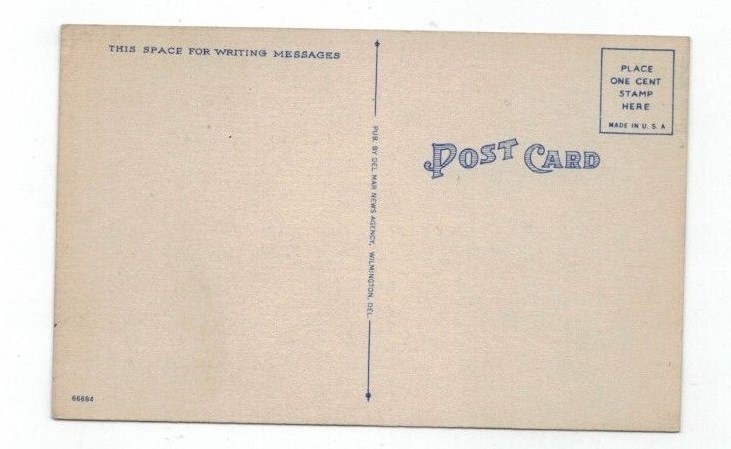 THIS SPACE FOR WRITING MESSAGES
PUB. BY DEL MAR NEWS AGENCY, WILMINGTON, DEL.
PLACE
ONE CENT
STAMP
HERE
MADE IN U. S. A
POST CARD
66684